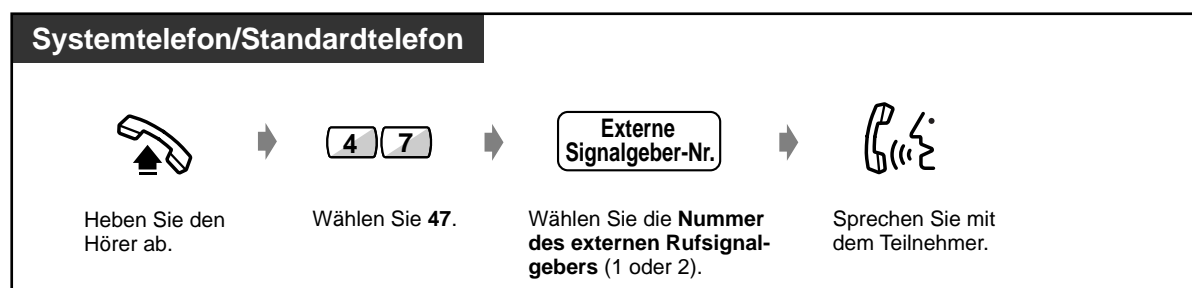 Systemtelefon/Standardtelefon
4 7
Externe
Signalgeber-Nr.
Heben Sie den
Hörer ab.
Wählen Sie 47.
Wählen Sie die Nummer
des externen Rufsignal-
gebers (1 oder 2).
Sprechen Sie mit
dem Teilnehmer.